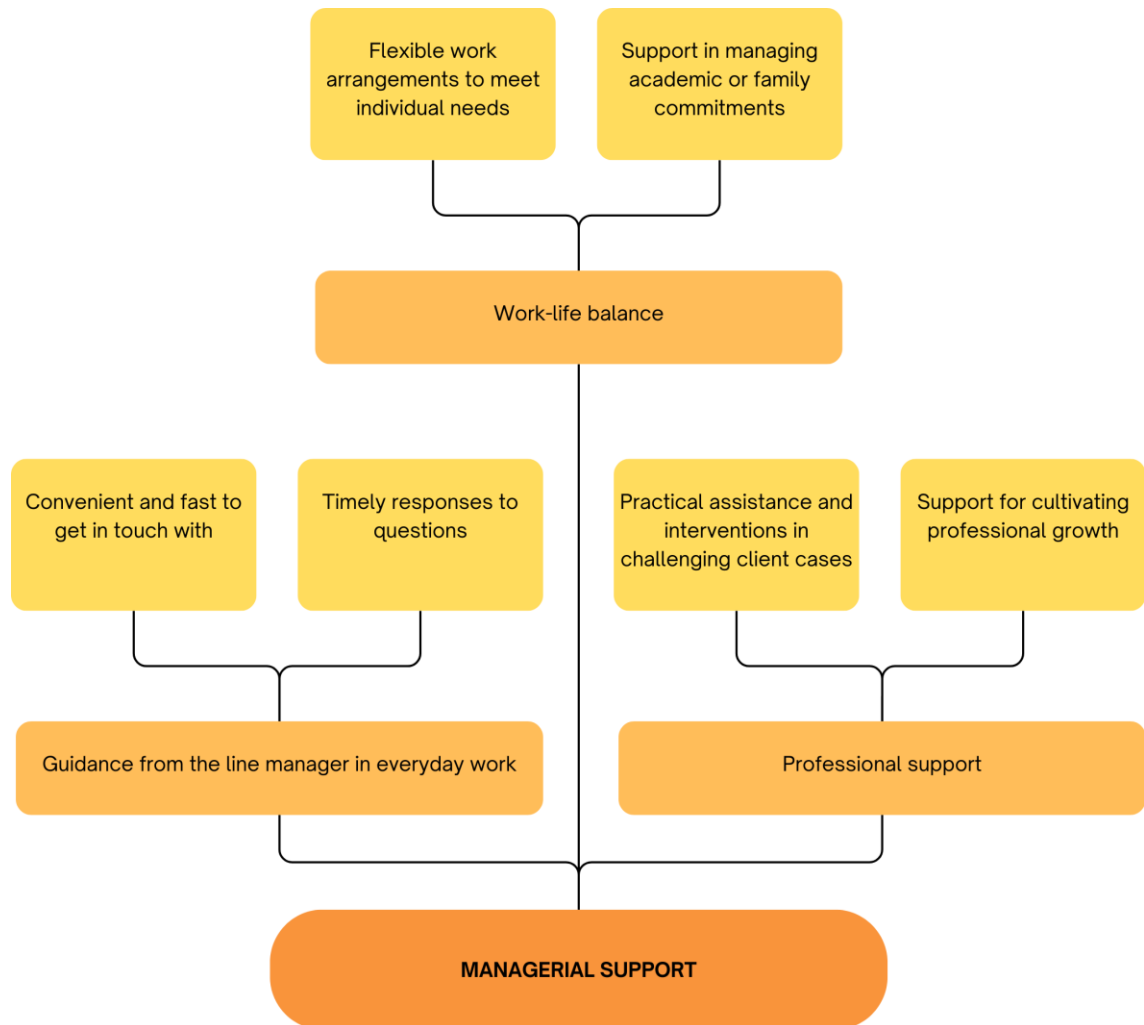 Flexible work
arrangements to meet
individual needs
Support in managing
academic or family
commitments
Work-life balance
Convenient and fast to
get in touch with
Timely responses to
questions
Practical assistance and
interventions in
challenging client cases
Support for cultivating
professional growth
Guidance from the line manager in everyday work
Professional support
MANAGERIAL SUPPORT